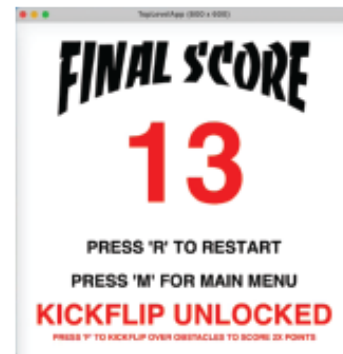 TopLevelApp (800 x 600)
FINAL SCORE
13
PRESS 'R' TO RESTART
PRESS 'M' FOR MAIN MENU
KICKFLIP UNLOCKED
PRESS 'F' TO KICKFLIP OVER OBSTACLES TO SCORE 2X POINTS